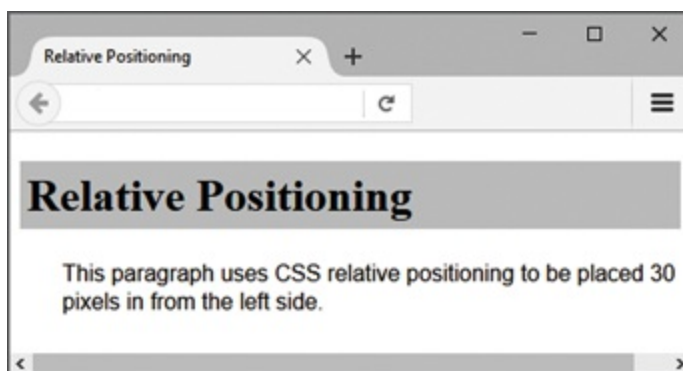 Relative Positioning
Relative Positioning
This paragraph uses CSS relative positioning to be placed 30
pixels in from the left side.